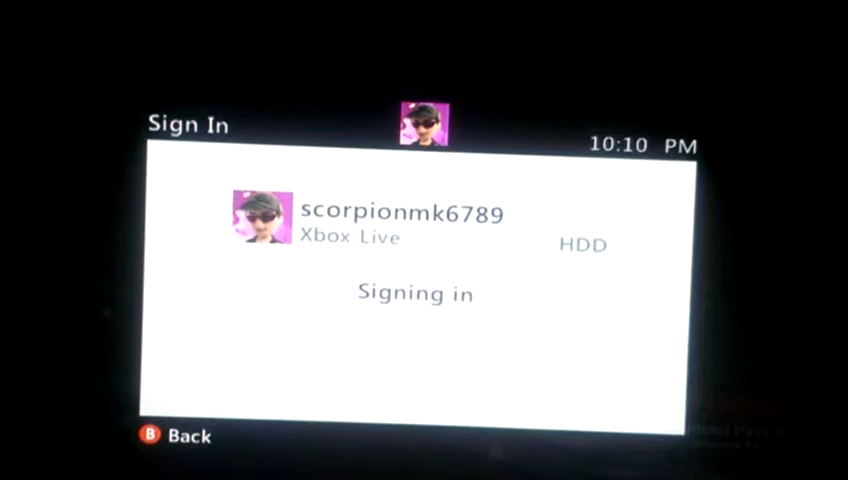 Sign In
10:10 PM
scorpionmk6789
Xbox Live
HDD
Signing in
B Back